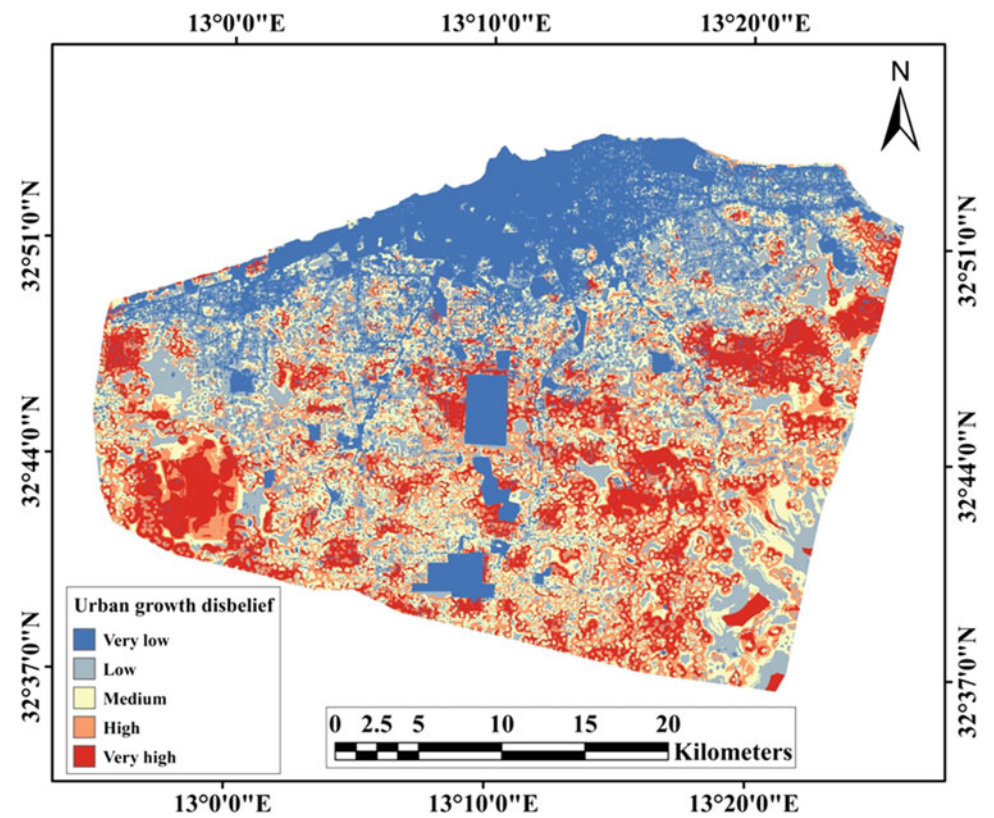 13°0'0"E 13°10'0"E 13°20'0"E
N
32°51'0"N
32°51'0"N
32°44'0"N
32°44'0"N
32°37'0"N
32°37'0"N
Urban growth disbelief
Very low
Low
Medium
High
Very high
0 2.5 5 10 15 20
Kilometers
13°0'0"E 13°10'0"E 13°20'0"E